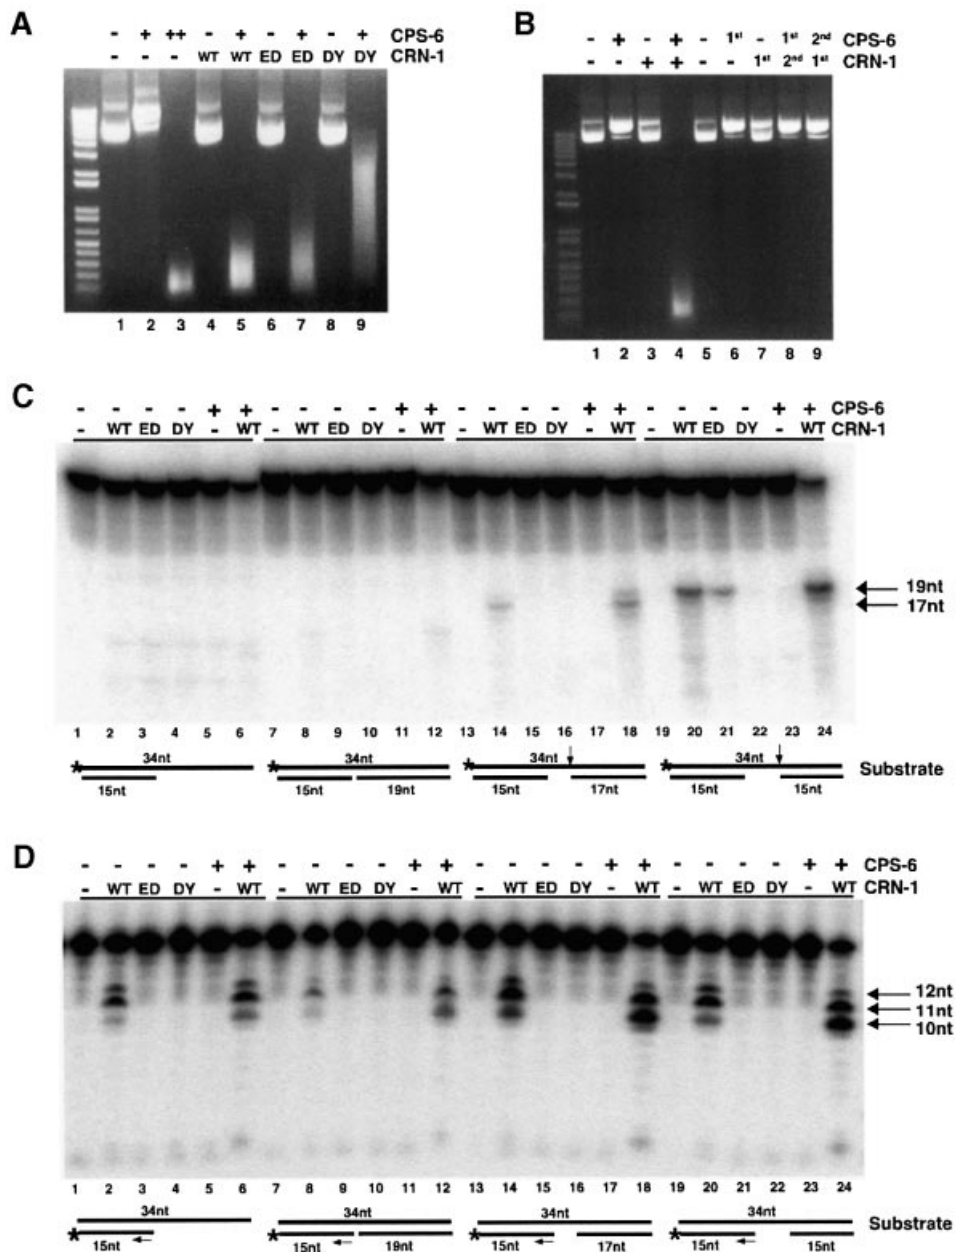 A
- + ++ - + - + - + CPS-6
- - - WT WT ED ED DY DY CRN-1
1 2 3 4 5 6 7 8 9
B
- + - + - 1st - 1st 2nd CPS-6
- - + + - - 1st 2nd 1st CRN-1
1 2 3 4 5 6 7 8 9
C
- - - - + + - - - - + + - - - - + + - - - - + + CPS-6
- WT ED DY - WT - WT ED DY - WT - WT ED DY - WT - WT ED DY - WT CRN-1
19nt
17nt
1 2 3 4 5 6 7 8 9 10 11 12 13 14 15 16 17 18 19 20 21 22 23 24
34nt 34nt 34nt 34nt Substrate
* * * *
15nt 15nt 19nt 15nt 17nt 15nt 15nt
D
- - - - + + - - - - + + - - - - + + - - - - + + CPS-6
- WT ED DY - WT - WT ED DY - WT - WT ED DY - WT - WT ED DY - WT CRN-1
12nt
11nt
10nt
1 2 3 4 5 6 7 8 9 10 11 12 13 14 15 16 17 18 19 20 21 22 23 24
34nt 34nt 34nt 34nt Substrate
* * * *
15nt 15nt 19nt 15nt 17nt 15nt 15nt